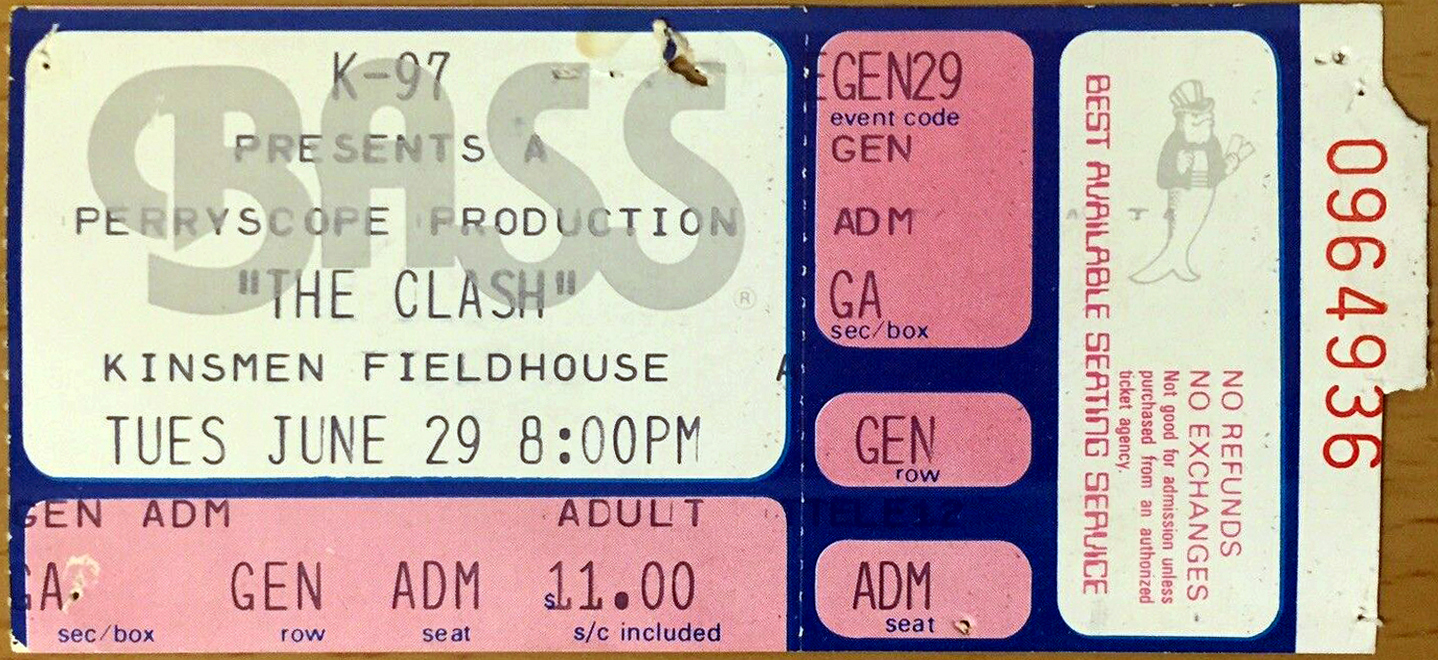 BASS
®
K-97
PRESENTS A
PERRYSCOPE PRODUCTION
"THE CLASH"
KINSMEN FIELDHOUSE
TUES JUNE 29 8:00PM
GEN ADM ADULT
GA GEN ADM $11.00
sec/box row seat s/c included
EGEN29
event code
GEN
ADM
GA
sec/box
GEN
row
TELE12
ADM
seat
BEST AVAILABLE SEATING SERVICE
NO REFUNDS
NO EXCHANGES
Not good for admission unless
purchased from an authorized
ticket agency.
0964936